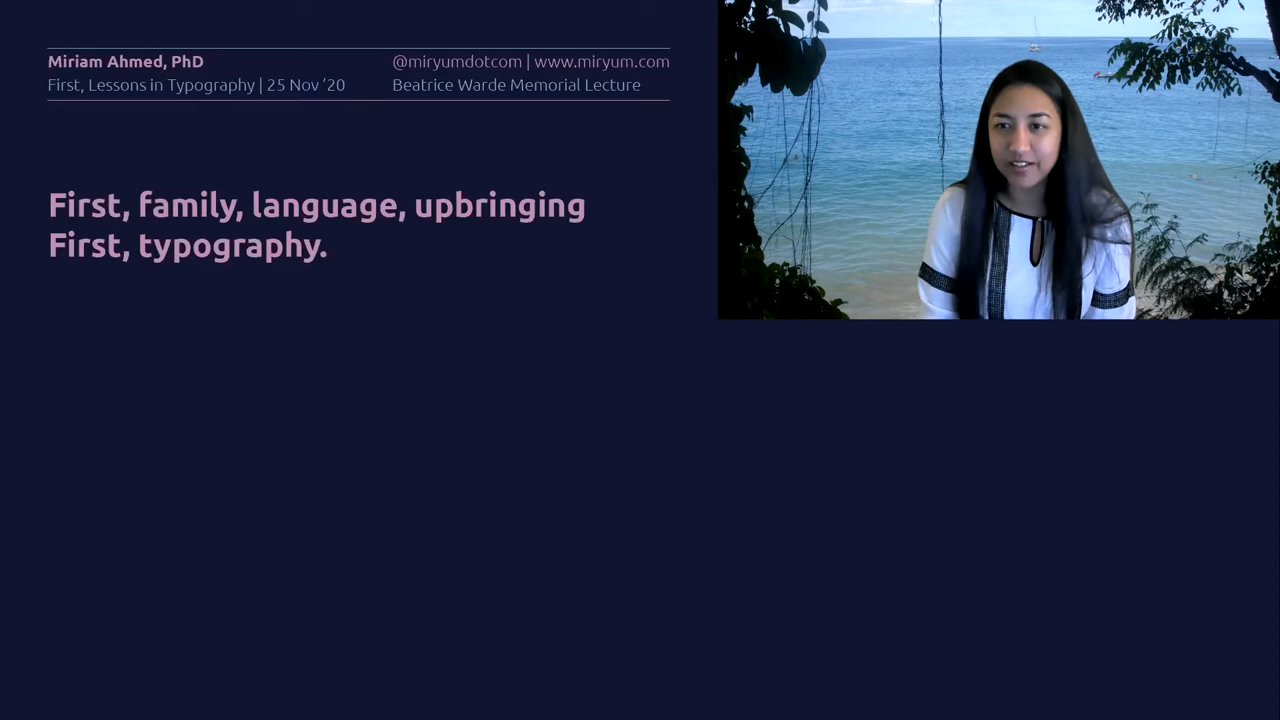 Miriam Ahmed, PhD
@miryumdotcom | www.miryum.com
First, Lessons in Typography | 25 Nov ’20
Beatrice Warde Memorial Lecture
First, family, language, upbringing
First, typography.